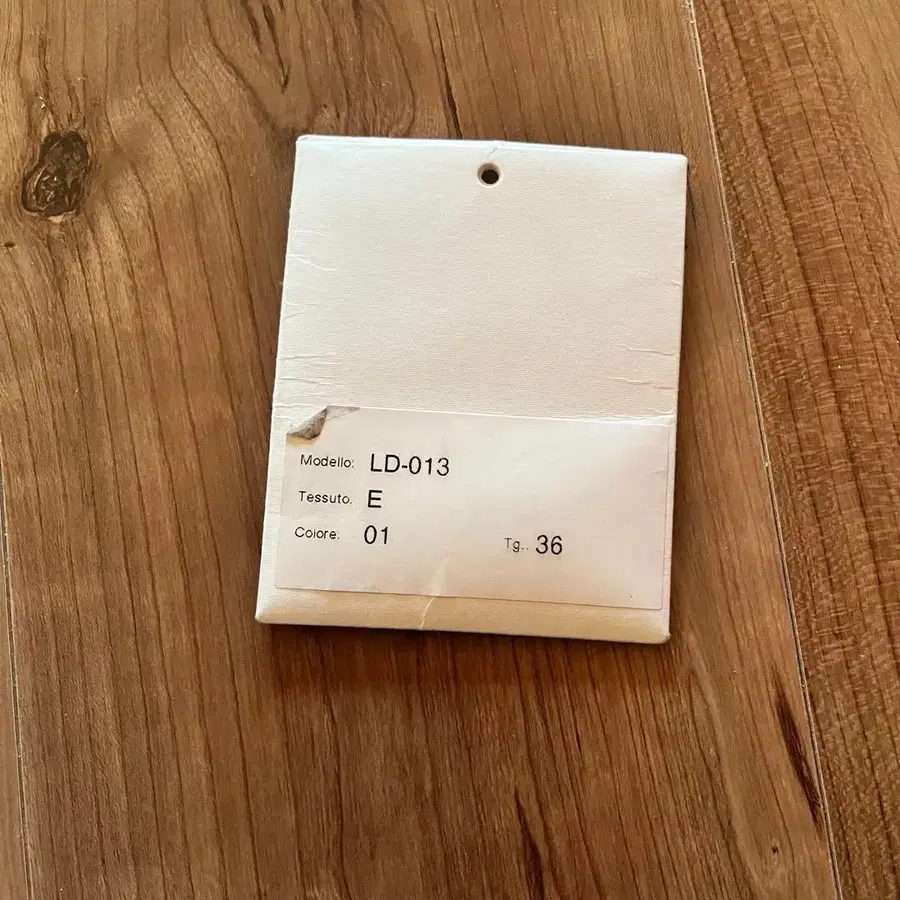 Modello: LD-013
Tessuto. E
Colore: 01
Tg.. 36